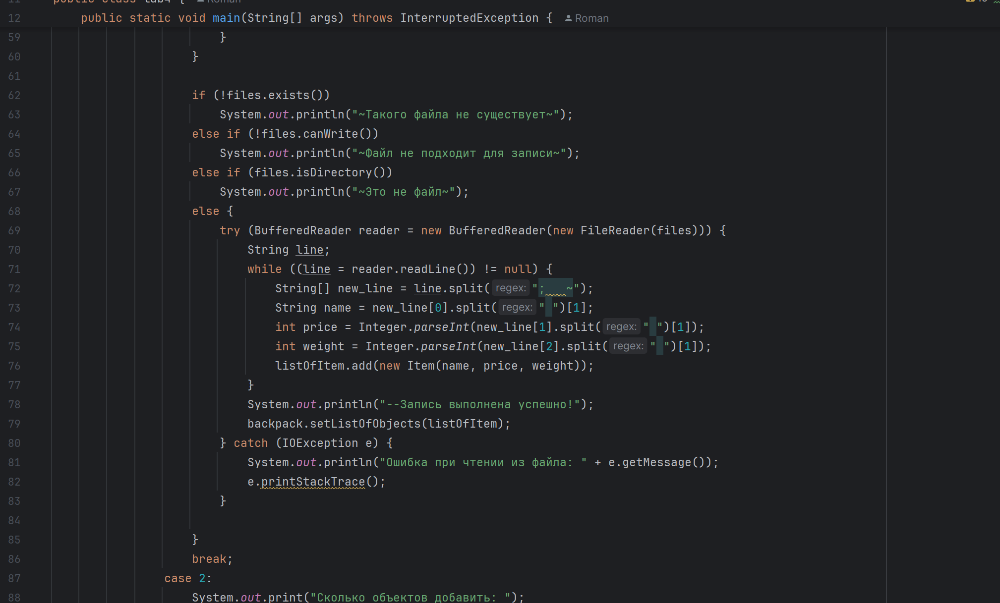 11 public class lab4 { Roman
12 public static void main(String[] args) throws InterruptedException { Roman
59 }
60 }
61
62 if (!files.exists())
63 System.out.println("~Такого файла не существует~");
64 else if (!files.canWrite())
65 System.out.println("~Файл не подходит для записи~");
66 else if (files.isDirectory())
67 System.out.println("~Это не файл~");
68 else {
69 try (BufferedReader reader = new BufferedReader(new FileReader(files))) {
70 String line;
71 while ((line = reader.readLine()) != null) {
72 String[] new_line = line.split( regex: ";   ~");
73 String name = new_line[0].split( regex: " ")[1];
74 int price = Integer.parseInt(new_line[1].split( regex: " ")[1]);
75 int weight = Integer.parseInt(new_line[2].split( regex: " ")[1]);
76 listOfItem.add(new Item(name, price, weight));
77 }
78 System.out.println("--Запись выполнена успешно!");
79 backpack.setListOfObjects(listOfItem);
80 } catch (IOException e) {
81 System.out.println("Ошибка при чтении из файла: " + e.getMessage());
82 e.printStackTrace();
83 }
84
85 }
86 break;
87 case 2:
88 System.out.print("Сколько объектов добавить: ");